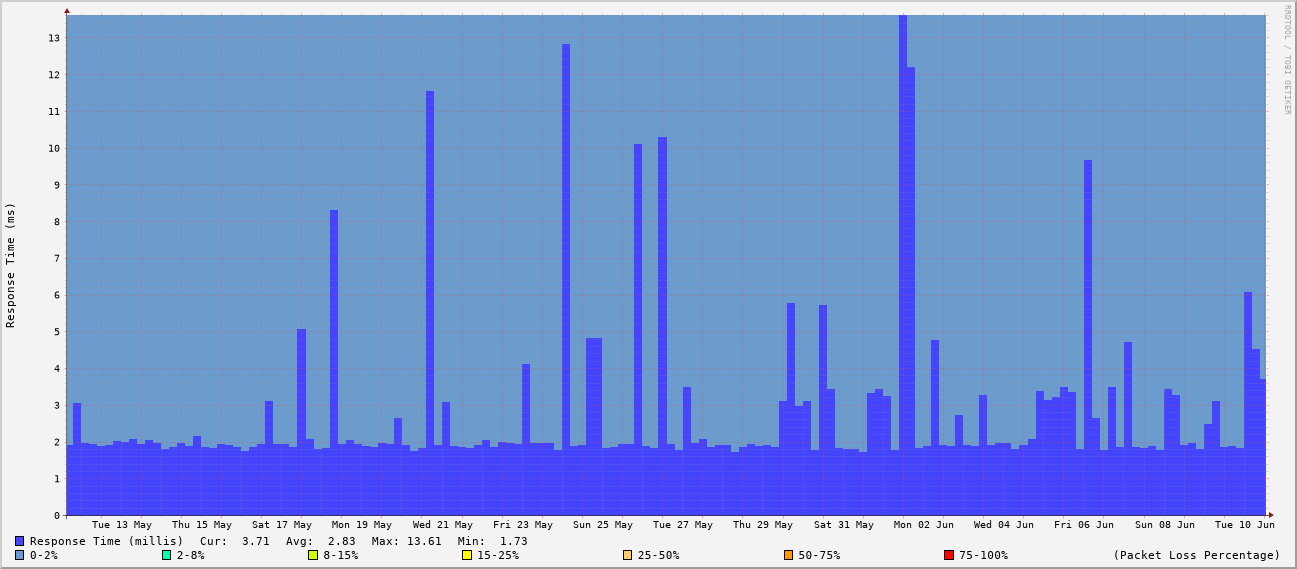 RRDTOOL / TOBI OETIKER
Response Time (ms)
13
12
11
10
9
8
7
6
5
4
3
2
1
0
Tue 13 May Thu 15 May Sat 17 May Mon 19 May Wed 21 May Fri 23 May Sun 25 May Tue 27 May Thu 29 May Sat 31 May Mon 02 Jun Wed 04 Jun Fri 06 Jun Sun 08 Jun Tue 10 Jun
Response Time (millis) Cur: 3.71 Avg: 2.83 Max: 13.61 Min: 1.73
0-2% 2-8% 8-15% 15-25% 25-50% 50-75% 75-100% (Packet Loss Percentage)